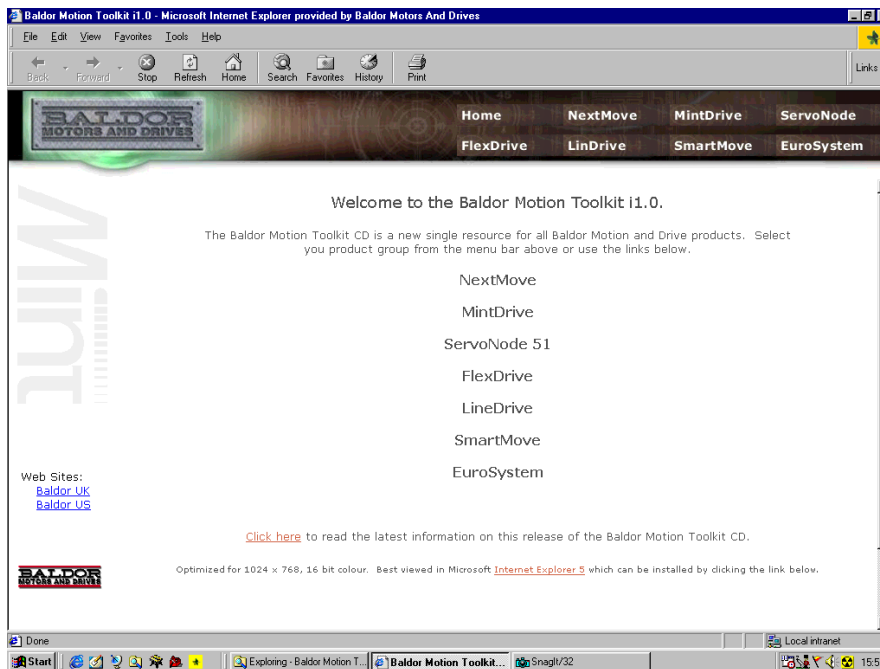 Baldor Motion Toolkit i1.0 - Microsoft Internet Explorer provided by Baldor Motors And Drives
File Edit View Favorites Tools Help
Back Forward Stop Refresh Home Search Favorites History Print Links
BALDOR
MOTORS AND DRIVES
Home NextMove MintDrive ServoNode
FlexDrive LinDrive SmartMove EuroSystem
Mint
Welcome to the Baldor Motion Toolkit i1.0.
The Baldor Motion Toolkit CD is a new single resource for all Baldor Motion and Drive products. Select
you product group from the menu bar above or use the links below.
NextMove
MintDrive
ServoNode 51
FlexDrive
LineDrive
SmartMove
EuroSystem
Web Sites:
Baldor UK
Baldor US
Click here to read the latest information on this release of the Baldor Motion Toolkit CD.
BALDOR
MOTORS AND DRIVES
Optimized for 1024 x 768, 16 bit colour. Best viewed in Microsoft Internet Explorer 5 which can be installed by clicking the link below.
Done Local intranet
Start Exploring - Baldor Motion T... Baldor Motion Toolkit... SnagIt/32 15:5